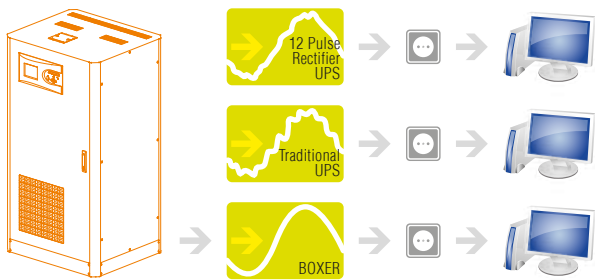 12 Pulse
Rectifier
UPS
Traditional
UPS
BOXER